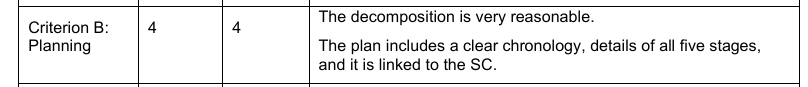 Criterion B:
Planning
4
4
The decomposition is very reasonable.
The plan includes a clear chronology, details of all five stages,
and it is linked to the SC.